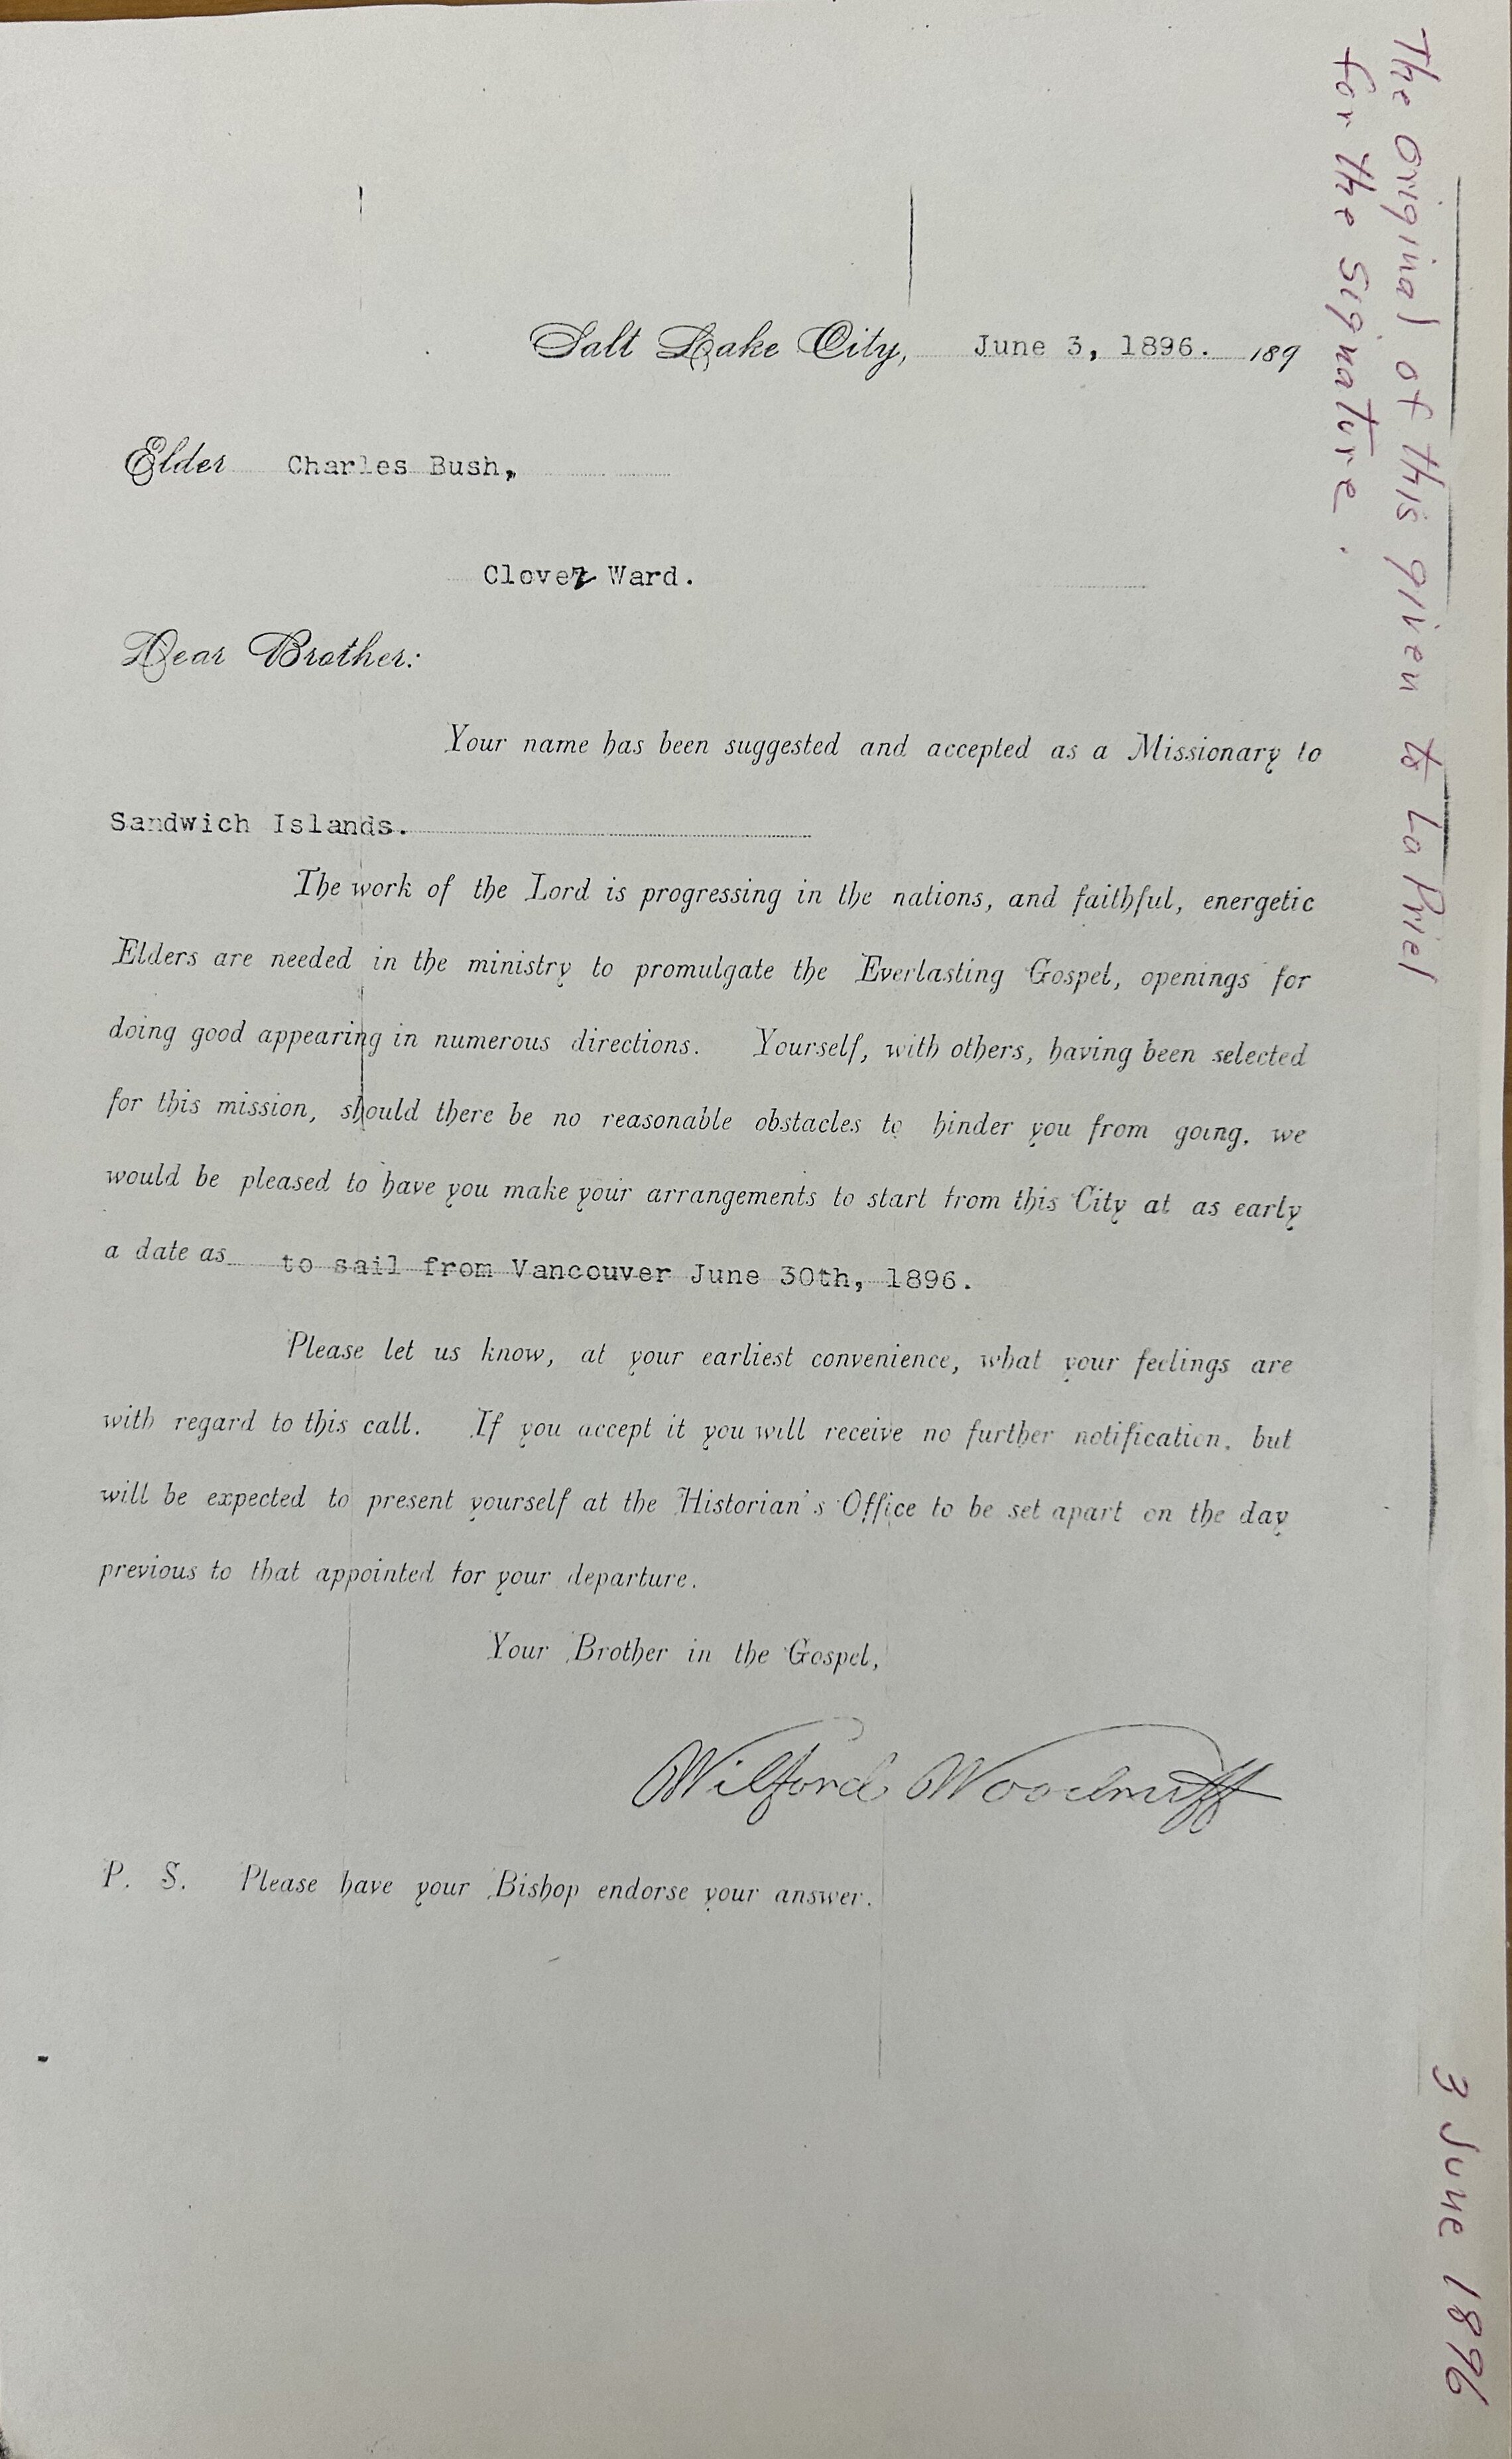 Salt Lake City, June 3, 1896. 189
Elder Charles Bush,
Clover Ward.
Dear Brother:
Your name has been suggested and accepted as a Missionary to
Sandwich Islands.
The work of the Lord is progressing in the nations, and faithful, energetic
Elders are needed in the ministry to promulgate the Everlasting Gospel, openings for
doing good appearing in numerous directions. Yourself, with others, having been selected
for this mission, should there be no reasonable obstacles to hinder you from going, we
would be pleased to have you make your arrangements to start from this City at as early
a date as to sail from Vancouver June 30th, 1896.
Please let us know, at your earliest convenience, what your feelings are
with regard to this call. If you accept it you will receive no further notification, but
will be expected to present yourself at the Historian's Office to be set apart on the day
previous to that appointed for your departure.
Your Brother in the Gospel,
Wilford Woodruff
P. S. Please have your Bishop endorse your answer.
The original of this given to LaPriel
for the signature.
3 June 1896